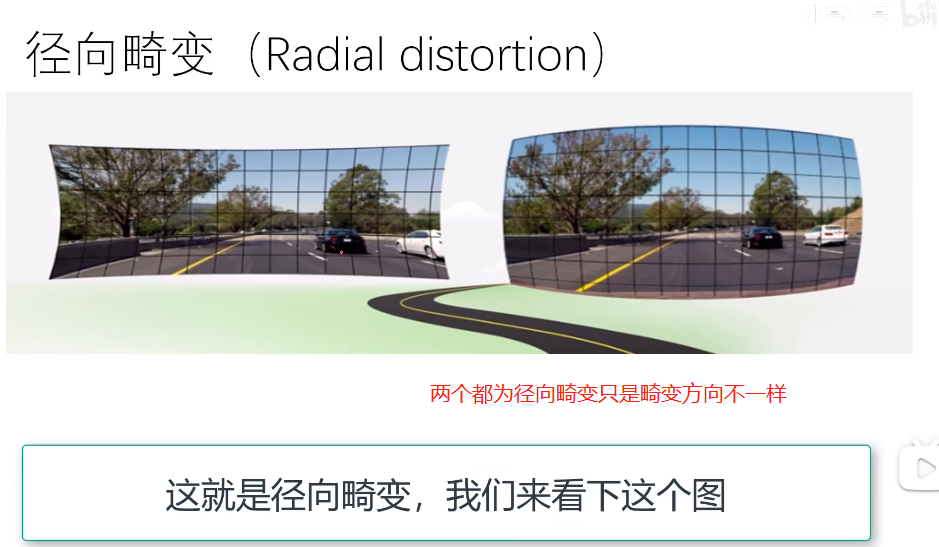 径向畸变（Radial distortion）
两个都为径向畸变只是畸变方向不一样
这就是径向畸变，我们来看下这个图